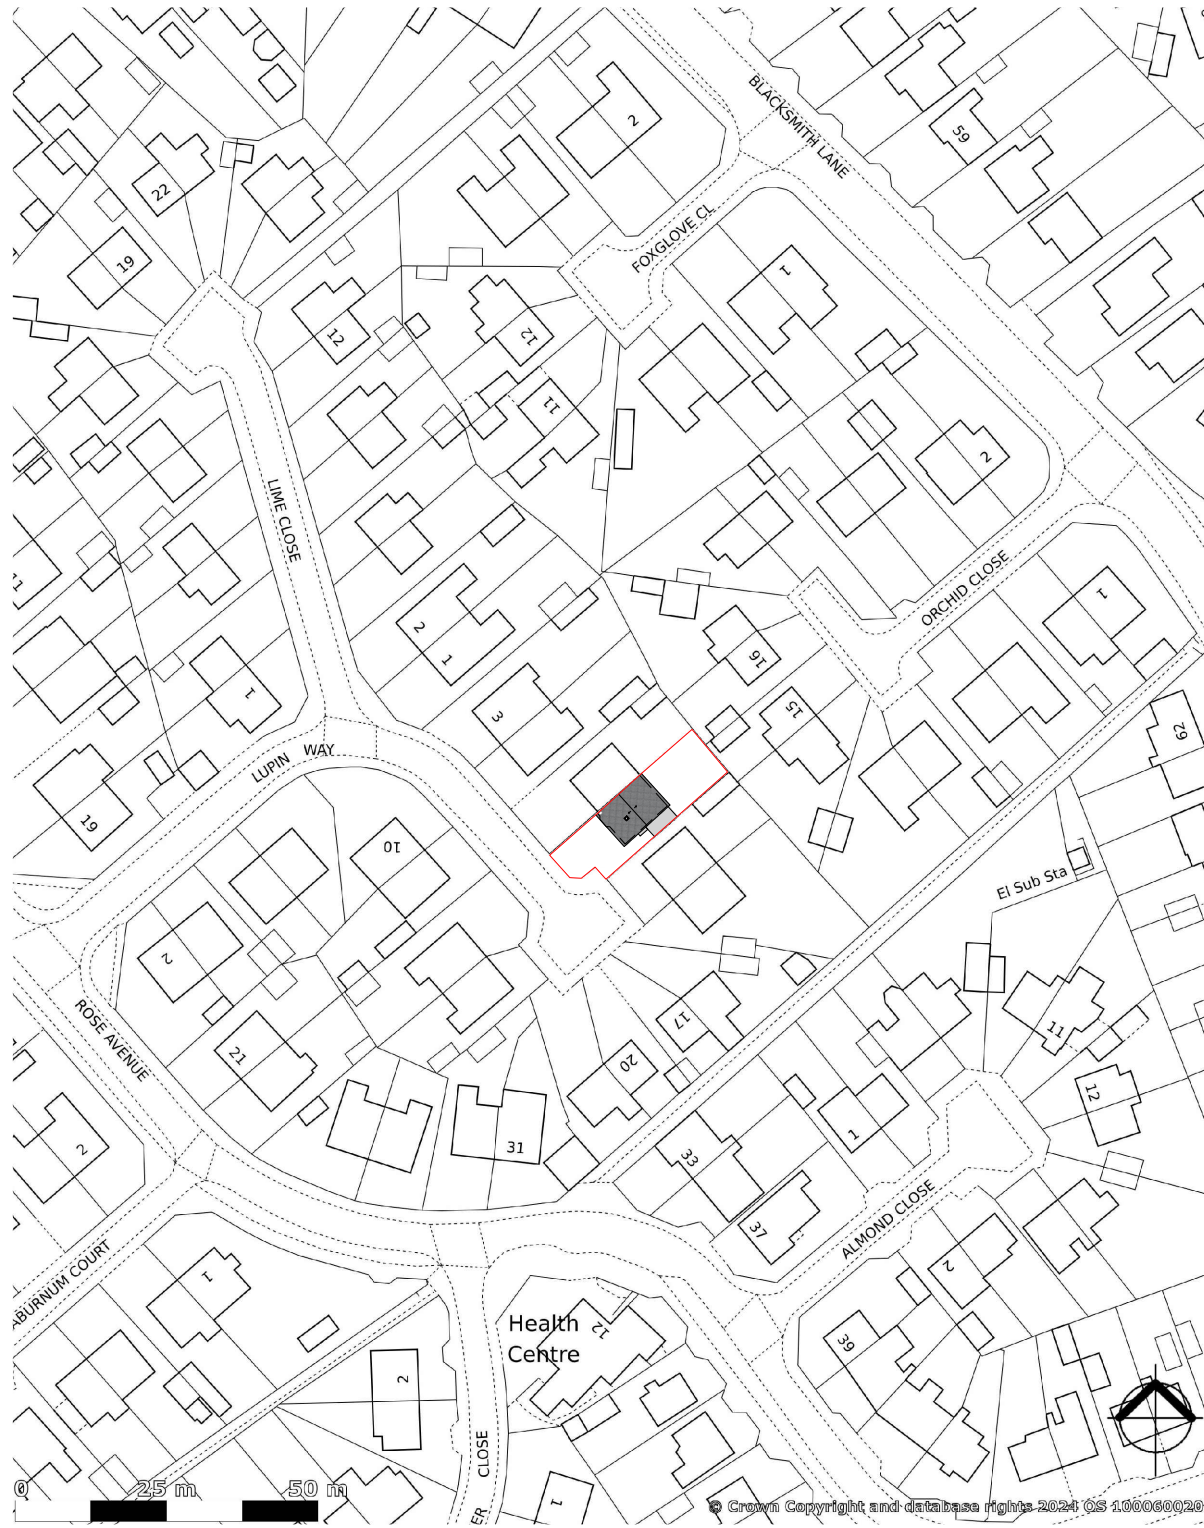 2
BLACKSMITH LANE
59
22
FOXGLOVE CL
19
1
12
12
11
2
LIME CLOSE
ORCHID CLOSE
11
1
2
1
16
1
3
15
62
LUPIN WAY
19
10
El Sub Sta
2
17
11
ROSE AVENUE
21
20
12
2
31
33
1
37
ALMOND CLOSE
ABURNUM COURT
1
2
Health
Centre
12
39
2
CLOSE
ER
1
0 25 m 50 m
© Crown Copyright and database rights 2024 OS 100060020